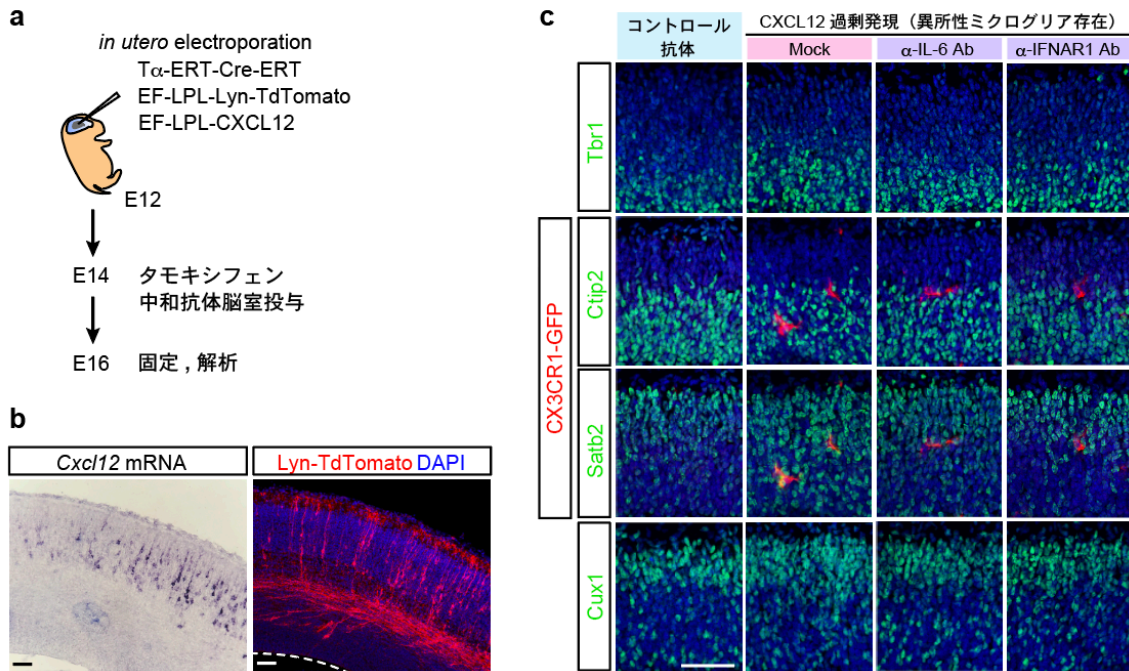 a
in utero electroporation
Tα-ERT-Cre-ERT
EF-LPL-Lyn-TdTomato
EF-LPL-CXCL12
E12
E14 タモキシフェン
中和抗体脳室投与
E16 固定 , 解析
b
Cxcl12 mRNA
Lyn-TdTomato DAPI
c
コントロール
抗体
CXCL12 過剰発現（異所性ミクログリア存在）
Mock
α-IL-6 Ab
α-IFNAR1 Ab
Tbr1
CX3CR1-GFP
Ctip2
Satb2
Cux1